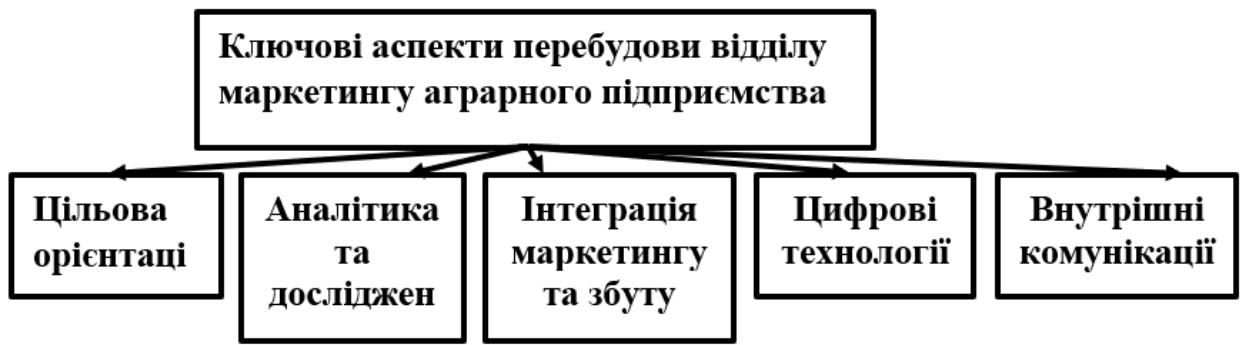 Ключові аспекти перебудови відділу
маркетингу аграрного підприємства
Цільова
орієнтаці
Аналітика
та
досліджен
Інтеграція
маркетингу
та збуту
Цифрові
технології
Внутрішні
комунікації